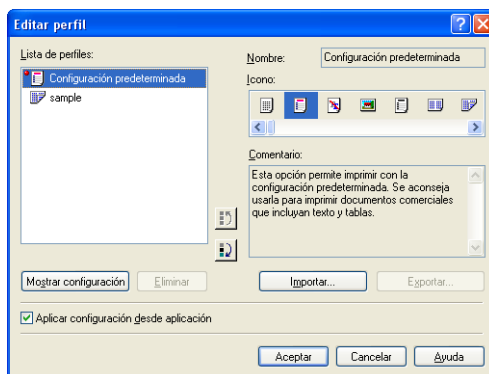 Editar perfil
Lista de perfiles:
Configuración predeterminada
sample
Nombre:
Configuración predeterminada
Icono:
Comentario:
Esta opción permite imprimir con la
configuración predeterminada. Se aconseja
usarla para imprimir documentos comerciales
que incluyan texto y tablas.
Mostrar configuración
Eliminar
Importar...
Exportar...
Aplicar configuración desde aplicación
Aceptar
Cancelar
Ayuda